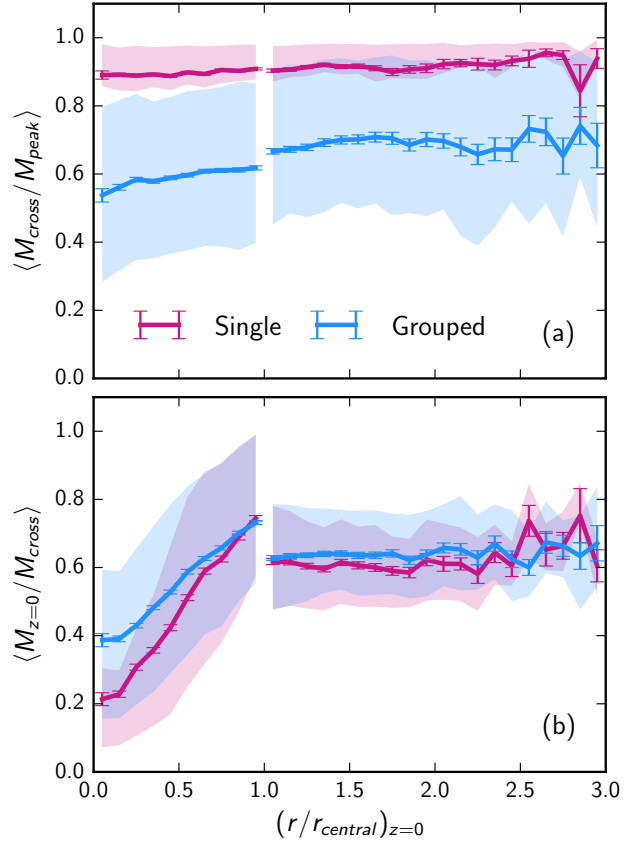 1.0
0.8
0.6
0.4
0.2
0.0
⟨M_cross / M_peak⟩
Single
Grouped
(a)
1.0
0.8
0.6
0.4
0.2
0.0
⟨M_z=0 / M_cross⟩
(b)
0.0 0.5 1.0 1.5 2.0 2.5 3.0
(r/r_central)_z=0